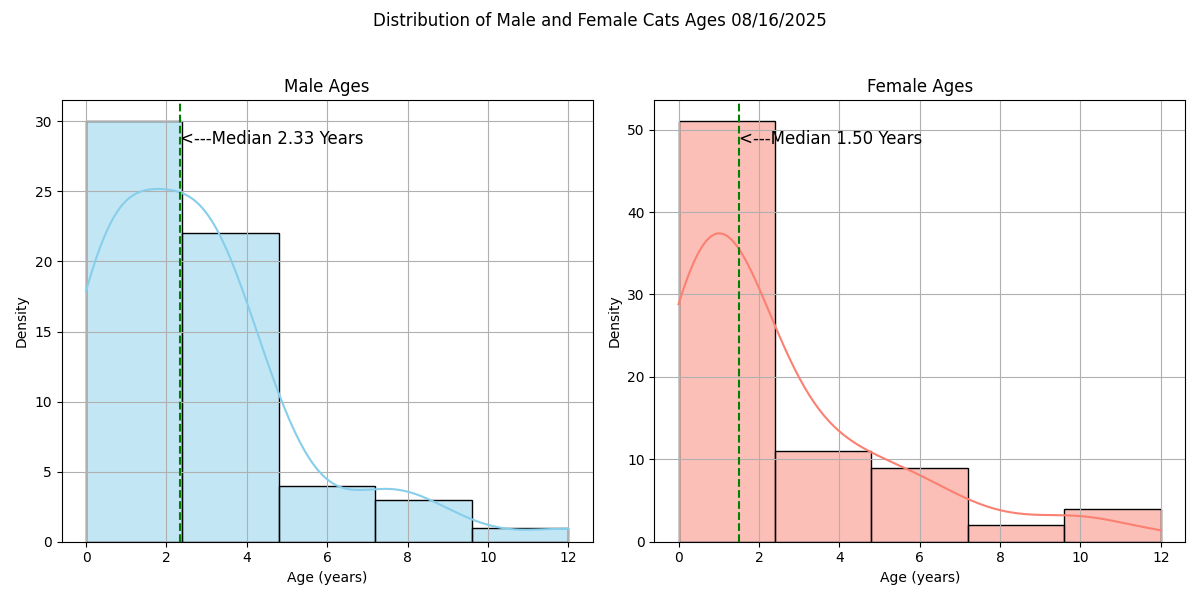 Distribution of Male and Female Cats Ages 08/16/2025
Male Ages
<---Median 2.33 Years
Density
30
25
20
15
10
5
0
0 2 4 6 8 10 12
Age (years)
Female Ages
<---Median 1.50 Years
Density
50
40
30
20
10
0
0 2 4 6 8 10 12
Age (years)